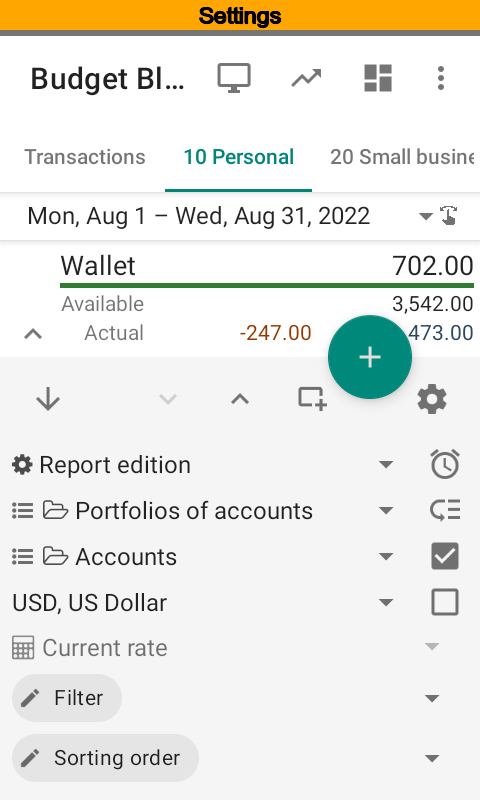 Settings
Budget Bl...
Transactions
10 Personal
20 Small busine
Mon, Aug 1 – Wed, Aug 31, 2022
Wallet 702.00
Available 3,542.00
Actual -247.00 473.00
Report edition
Portfolios of accounts
Accounts
USD, US Dollar
Current rate
Filter
Sorting order